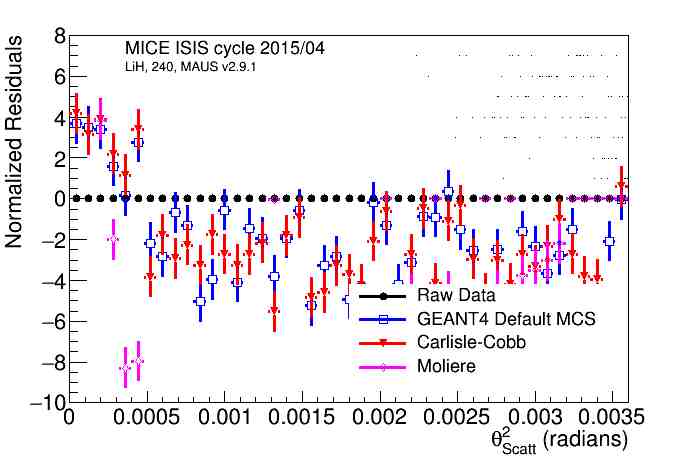 MICE ISIS cycle 2015/04
LiH, 240, MAUS v2.9.1
Normalized Residuals
8
6
4
2
0
−2
−4
−6
−8
−10
Raw Data
GEANT4 Default MCS
Carlisle-Cobb
Moliere
0 0.0005 0.001 0.0015 0.002 0.0025 0.003 0.0035
θ²Scatt (radians)